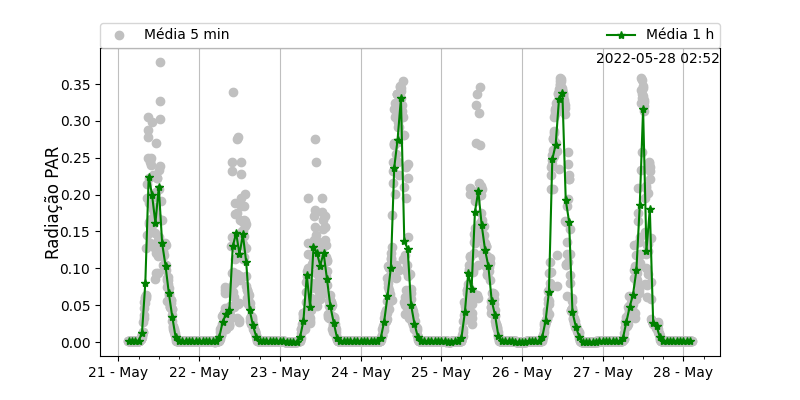 Média 5 min
Média 1 h
2022-05-28 02:52
Radiação PAR
0.35
0.30
0.25
0.20
0.15
0.10
0.05
0.00
21 - May
22 - May
23 - May
24 - May
25 - May
26 - May
27 - May
28 - May